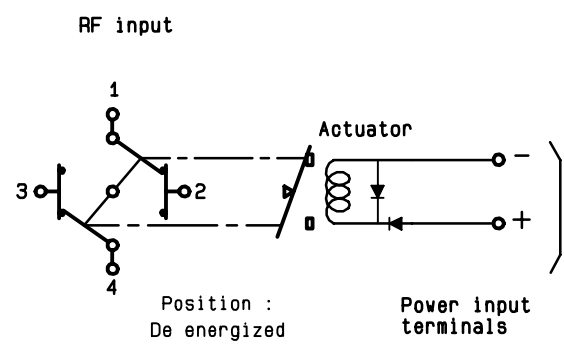 RF input
1
Actuator
−
3
2
+
4
Position :
De energized
Power input
terminals